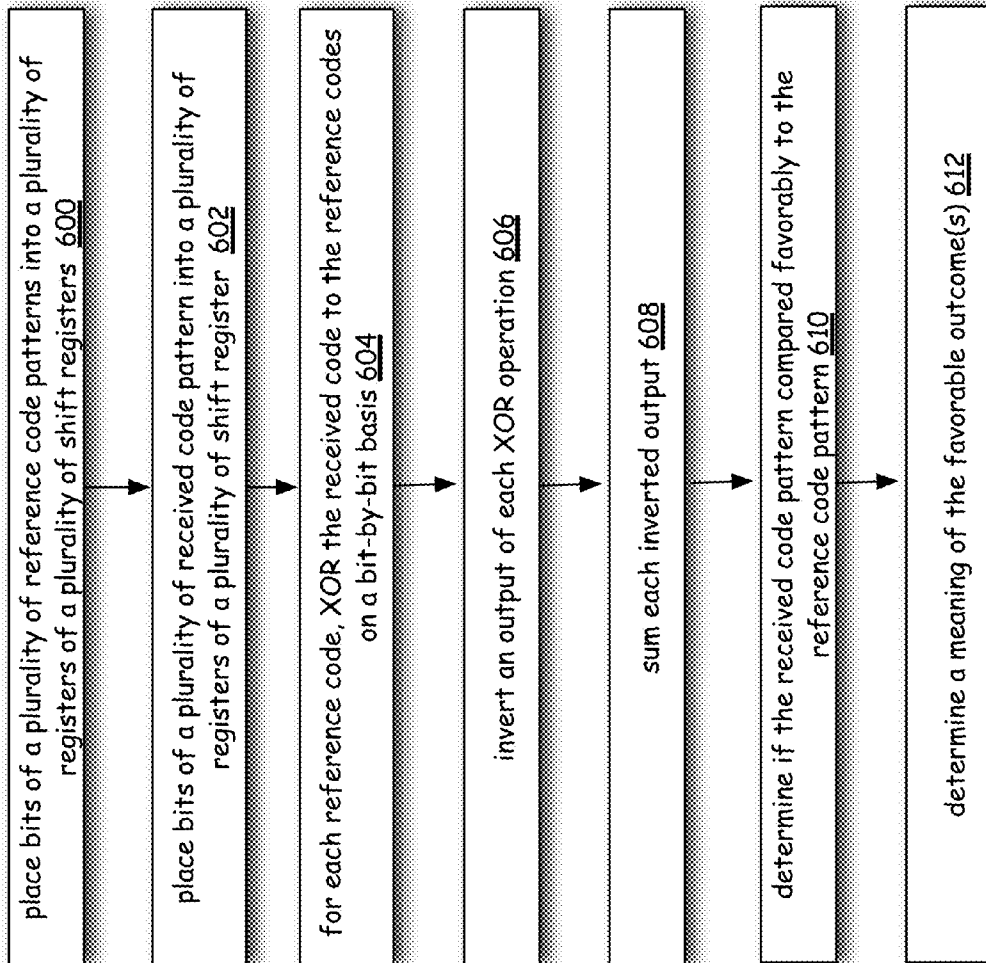 place bits of a plurality of reference code patterns into a plurality of
registers of a plurality of shift registers 600
place bits of a plurality of received code pattern into a plurality of
registers of a plurality of shift register 602
for each reference code, XOR the received code to the reference codes
on a bit-by-bit basis 604
invert an output of each XOR operation 606
sum each inverted output 608
determine if the received code pattern compared favorably to the
reference code pattern 610
determine a meaning of the favorable outcome(s) 612